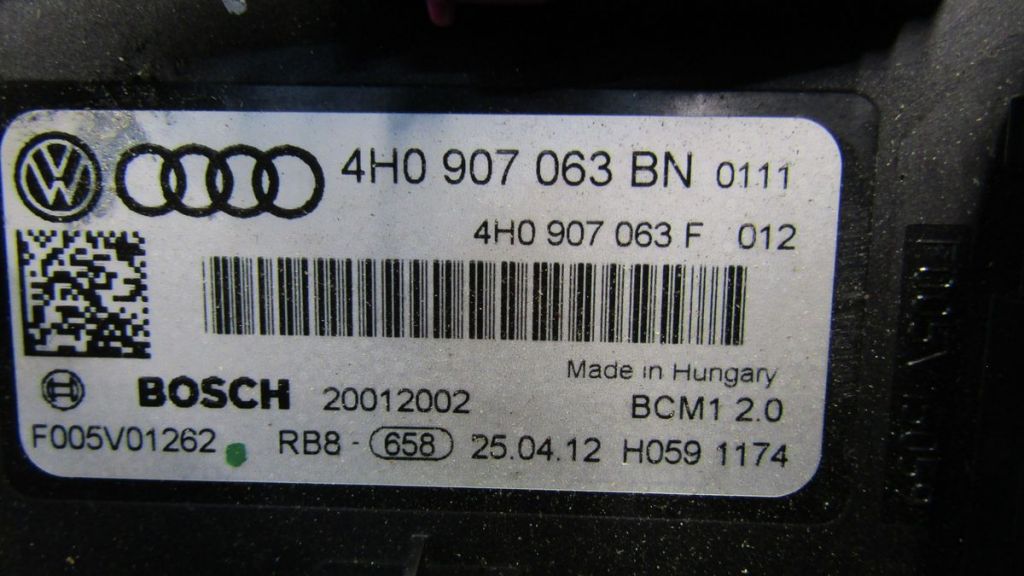 4H0 907 063 BN 0111
4H0 907 063 F 012
Made in Hungary
BOSCH 20012002 BCM1 2.0
F005V01262 RB8 - 658 25.04.12 H059 1174